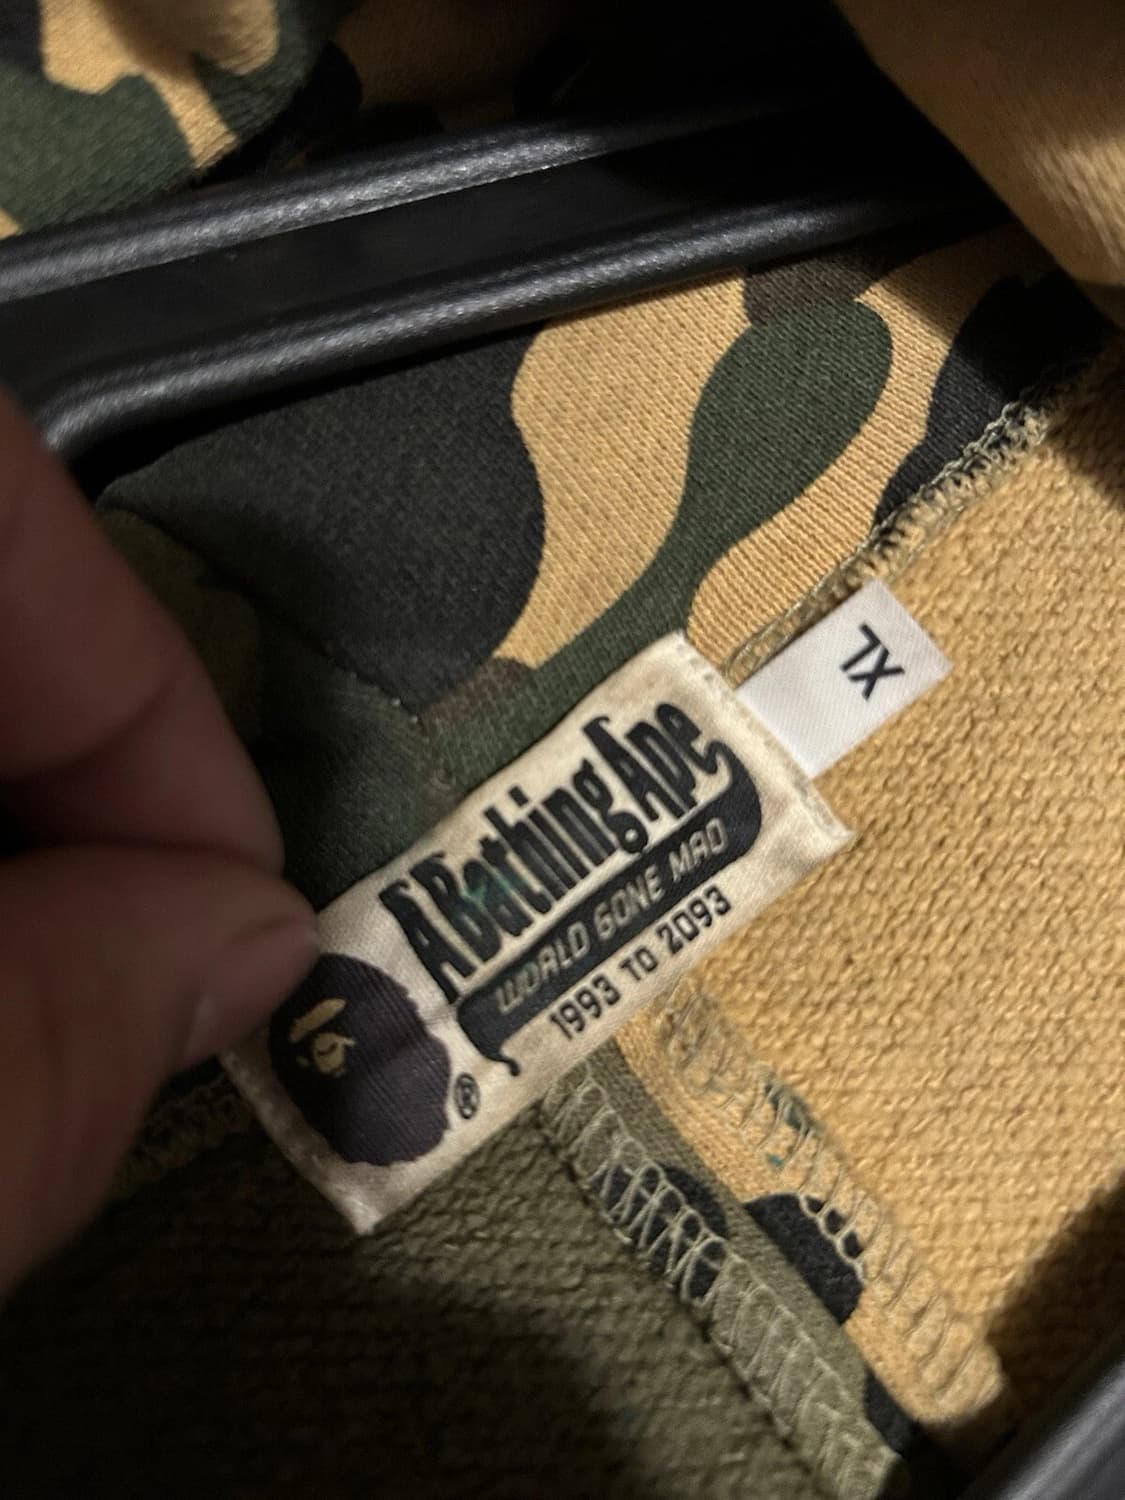 A Bathing Ape
WORLD GONE MAD
1993 TO 2093
®
XL